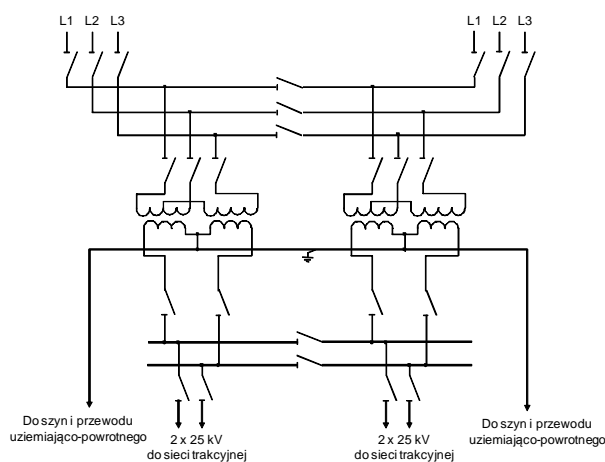 L1 L2 L3
L1 L2 L3
Do szyn i przewodu
uziemiająco-powrotnego
2 x 25 kV
do sieci trakcyjnej
2 x 25 kV
do sieci trakcyjnej
Do szyn i przewodu
uziemiająco-powrotnego